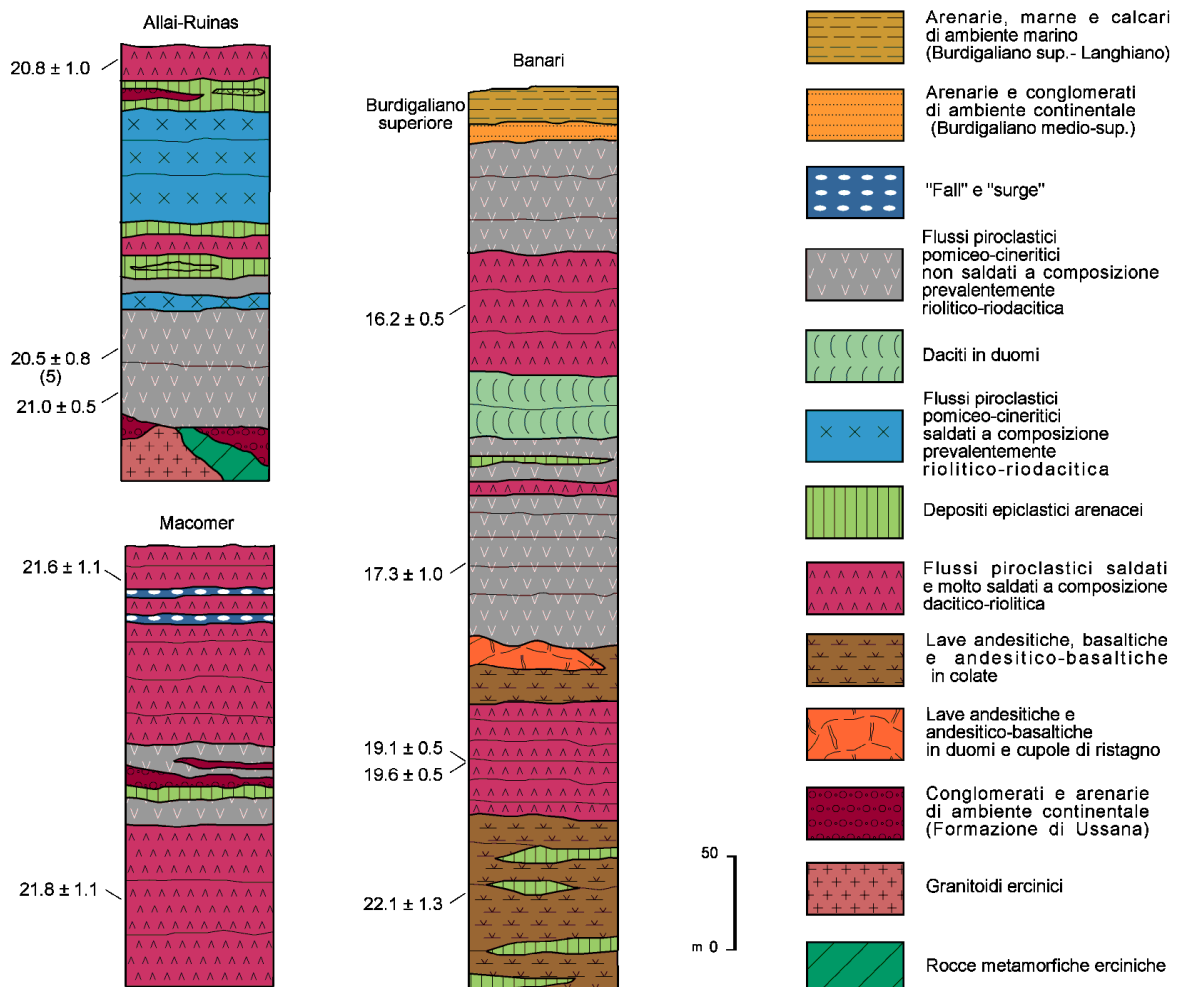 Allai-Ruinas
20.8 ± 1.0
20.5 ± 0.8
(5)
21.0 ± 0.5
Macomer
21.6 ± 1.1
21.8 ± 1.1
Banari
Burdigaliano
superiore
16.2 ± 0.5
17.3 ± 1.0
19.1 ± 0.5
19.6 ± 0.5
22.1 ± 1.3
50
m 0
Arenarie, marne e calcari
di ambiente marino
(Burdigaliano sup.- Langhiano)
Arenarie e conglomerati
di ambiente continentale
(Burdigaliano medio-sup.)
"Fall" e "surge"
Flussi piroclastici
pomiceo-cineritici
non saldati a composizione
prevalentemente
riolitico-riodacitica
Daciti in duomi
Flussi piroclastici
pomiceo-cineritici
saldati a composizione
prevalentemente
riolitico-riodacitica
Depositi epiclastici arenacei
Flussi piroclastici saldati
e molto saldati a composizione
dacitico-riolitica
Lave andesitiche, basaltiche
e andesitico-basaltiche
in colate
Lave andesitiche e
andesitico-basaltiche
in duomi e cupole di ristagno
Conglomerati e arenarie
di ambiente continentale
(Formazione di Ussana)
Granitoidi ercinici
Rocce metamorfiche erciniche